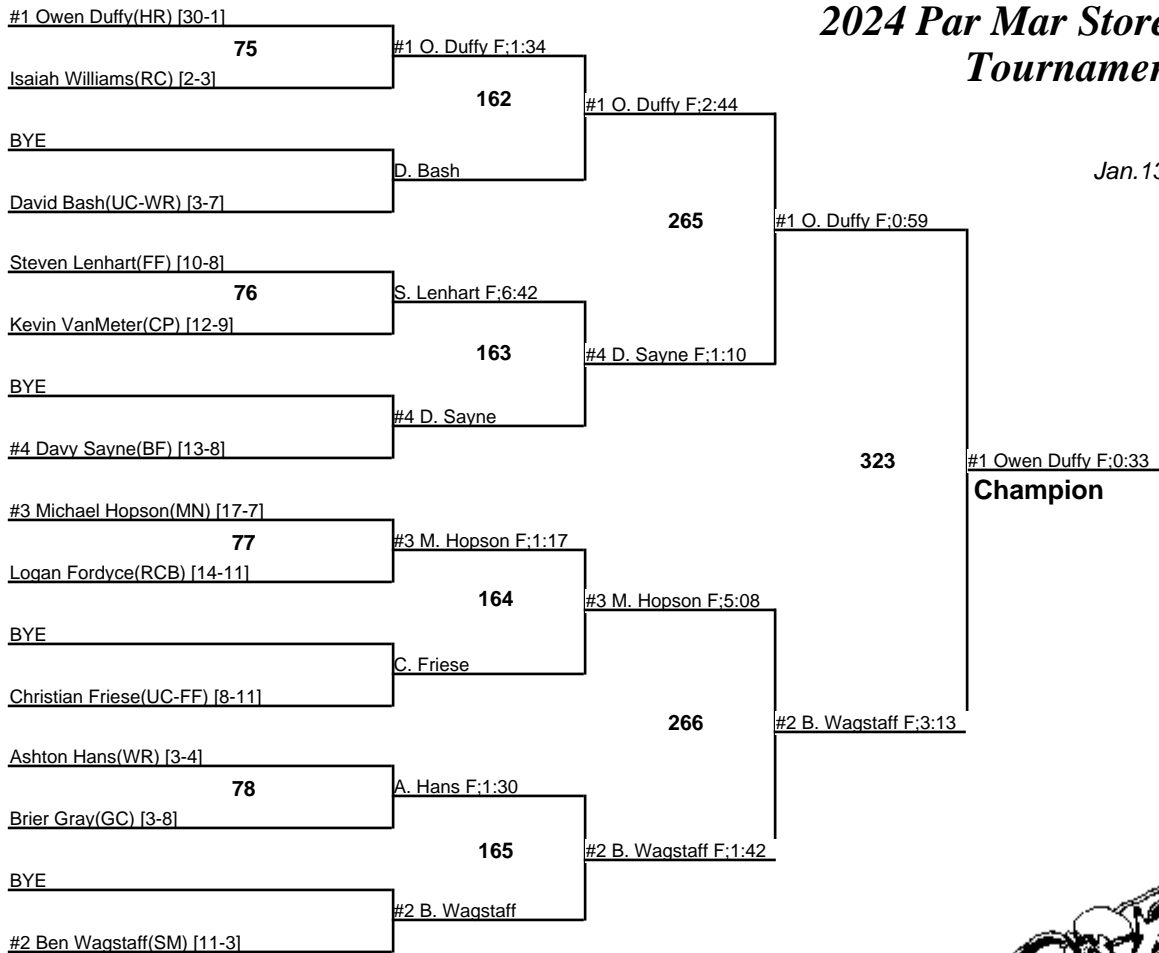 2024 Par Mar Store
Tournamen
Jan.13
#1 Owen Duffy(HR) [30-1]
75
Isaiah Williams(RC) [2-3]
#1 O. Duffy F;1:34
162
BYE
David Bash(UC-WR) [3-7]
D. Bash
#1 O. Duffy F;2:44
265
Steven Lenhart(FF) [10-8]
76
Kevin VanMeter(CP) [12-9]
S. Lenhart F;6:42
163
BYE
#4 Davy Sayne(BF) [13-8]
#4 D. Sayne
#4 D. Sayne F;1:10
#1 O. Duffy F;0:59
323
#1 Owen Duffy F;0:33
Champion
#3 Michael Hopson(MN) [17-7]
77
Logan Fordyce(RCB) [14-11]
#3 M. Hopson F;1:17
164
BYE
Christian Friese(UC-FF) [8-11]
C. Friese
#3 M. Hopson F;5:08
266
Ashton Hans(WR) [3-4]
78
Brier Gray(GC) [3-8]
A. Hans F;1:30
165
BYE
#2 Ben Wagstaff(SM) [11-3]
#2 B. Wagstaff
#2 B. Wagstaff F;1:42
#2 B. Wagstaff F;3:13